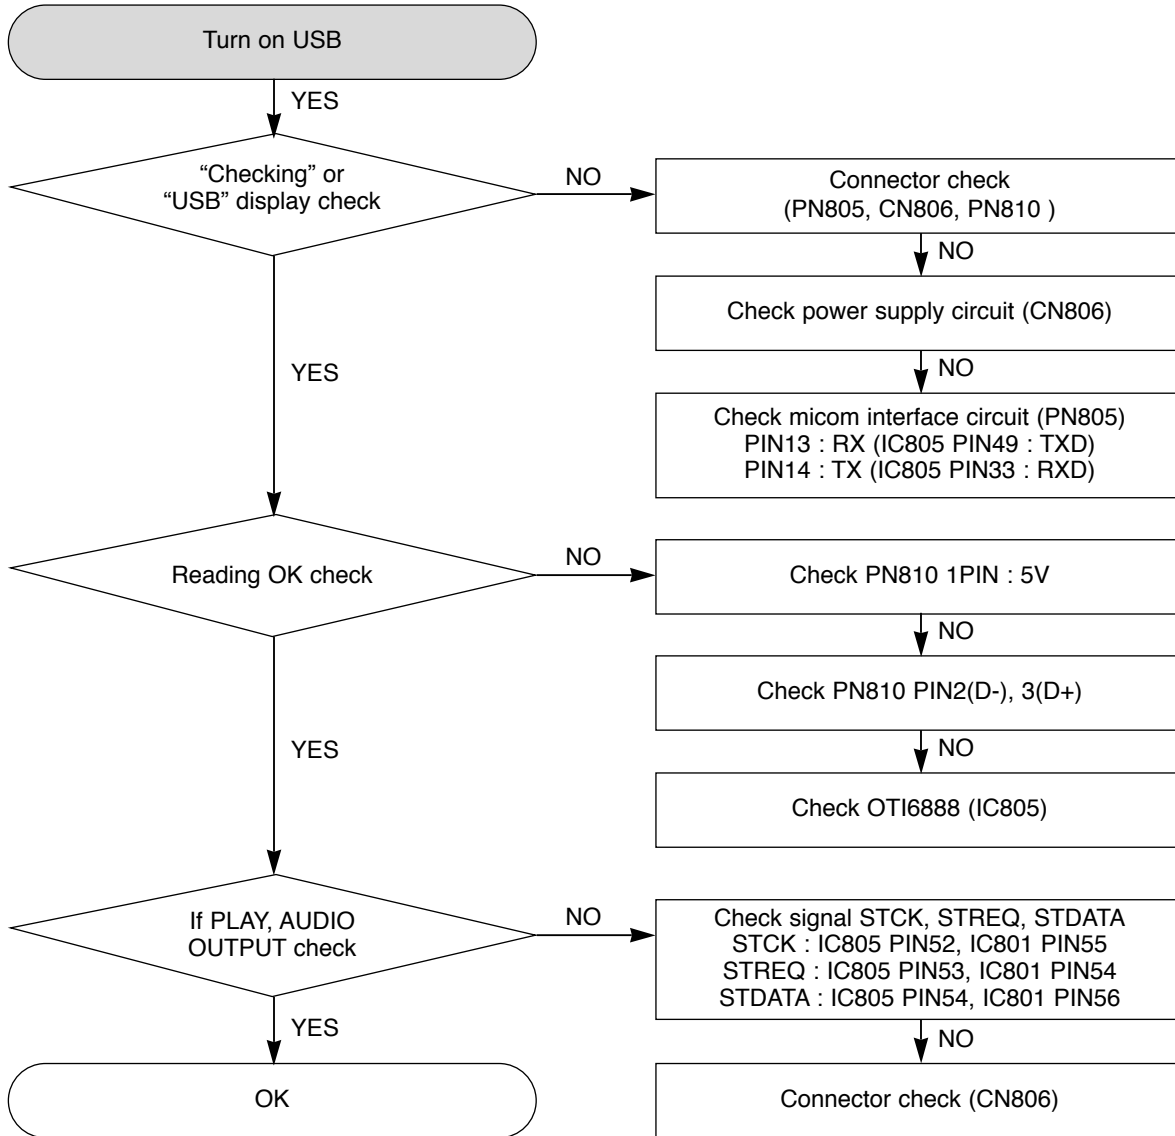 Turn on USB
YES
“Checking” or
“USB” display check
NO
Connector check
(PN805, CN806, PN810 )
NO
Check power supply circuit (CN806)
NO
Check micom interface circuit (PN805)
PIN13 : RX (IC805 PIN49 : TXD)
PIN14 : TX (IC805 PIN33 : RXD)
YES
Reading OK check
NO
Check PN810 1PIN : 5V
NO
Check PN810 PIN2(D-), 3(D+)
NO
Check OTI6888 (IC805)
YES
If PLAY, AUDIO
OUTPUT check
NO
Check signal STCK, STREQ, STDATA
STCK : IC805 PIN52, IC801 PIN55
STREQ : IC805 PIN53, IC801 PIN54
STDATA : IC805 PIN54, IC801 PIN56
NO
Connector check (CN806)
YES
OK